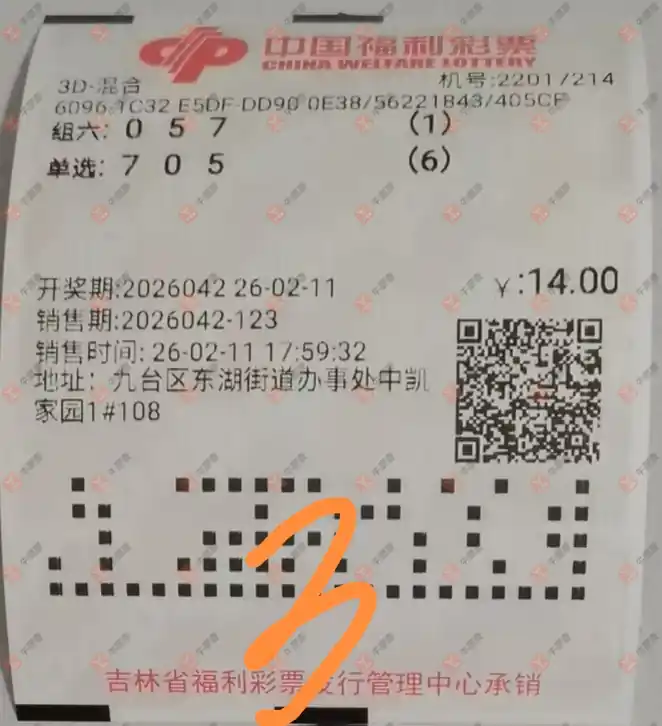 中国福利彩票
CHINA WELFARE LOTTERY
3D-混合 机号:22017214
6096 1C32 E5DF DD90 0E38/56221843/405CF
组六: 0 5 7 (1)
单选: 7 0 5 (6)
开奖期:2026042 26-02-11 ¥:14.00
销售期:2026042-123
销售时间: 26-02-11 17:59:32
地址: 九台区东湖街道办事处中凯
家园1#108
3
吉林省福利彩票发行管理中心承销